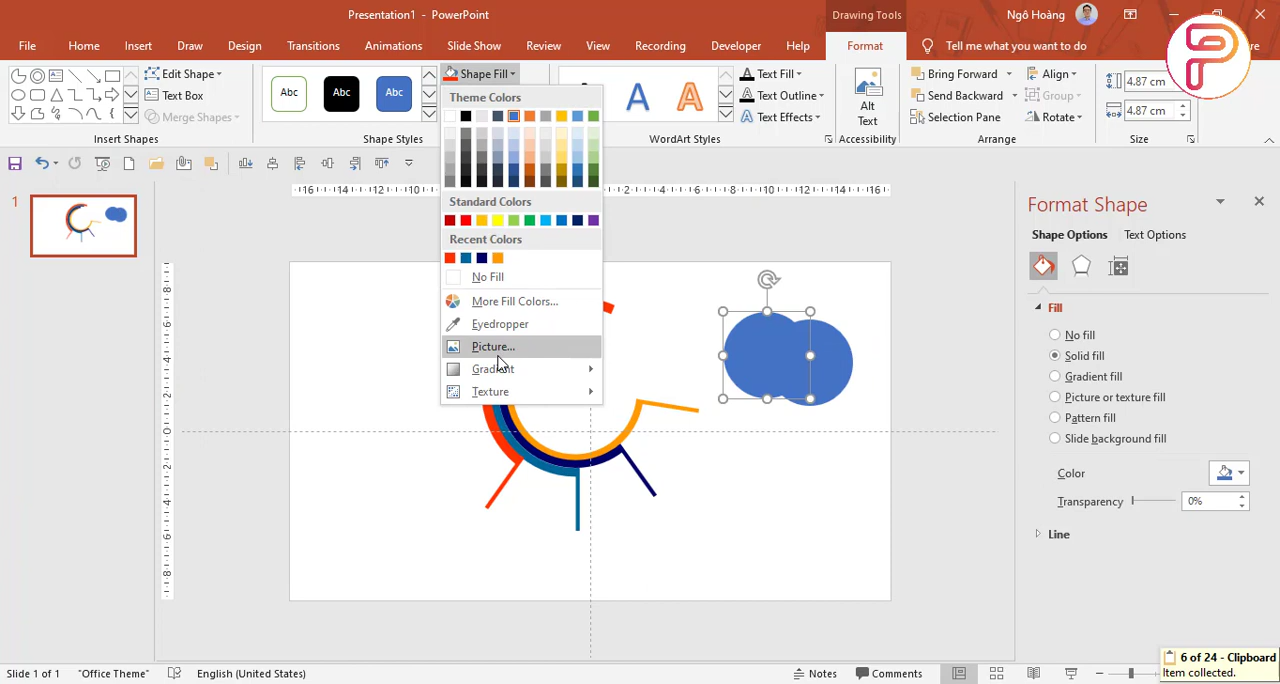 Presentation1 - PowerPoint
Drawing Tools
Ngô Hoàng
File Home Insert Draw Design Transitions Animations Slide Show Review View Recording Developer Help Format Tell me what you want to do
Edit Shape
Text Box
Merge Shapes
Insert Shapes
Abc Abc Abc
Shape Styles
Shape Fill
A A
WordArt Styles
Text Fill
Text Outline
Text Effects
Alt
Text
Accessibility
Bring Forward
Send Backward
Selection Pane
Align
Group
Rotate
Arrange
4.87 cm
4.87 cm
Size
Theme Colors
Standard Colors
Recent Colors
No Fill
More Fill Colors...
Eyedropper
Picture...
Gradient
Texture
1
Format Shape
Shape Options Text Options
Fill
No fill
Solid fill
Gradient fill
Picture or texture fill
Pattern fill
Slide background fill
Color
Transparency 0%
Line
Slide 1 of 1 "Office Theme" English (United States) Notes Comments
6 of 24 - Clipboard
Item collected.